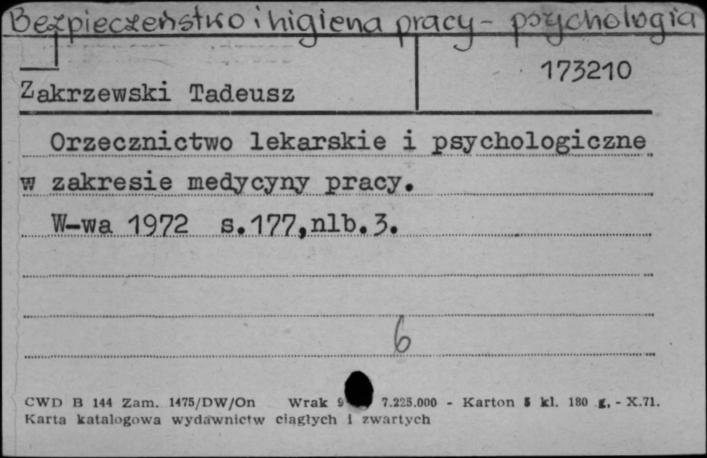 Bezpieczeństwo i higiena pracy - psychologia
173210
Zakrzewski Tadeusz
Orzecznictwo lekarskie i psychologiczne
w zakresie medycyny pracy.
W-wa 1972 s.177,nlb.3.
6
CWD B 144 Zam. 1475/DW/On Wrak 7.225.000 - Karton 5 kl. 180 g. - X.71.
Karta katalogowa wydawnictw ciągłych i zwartych